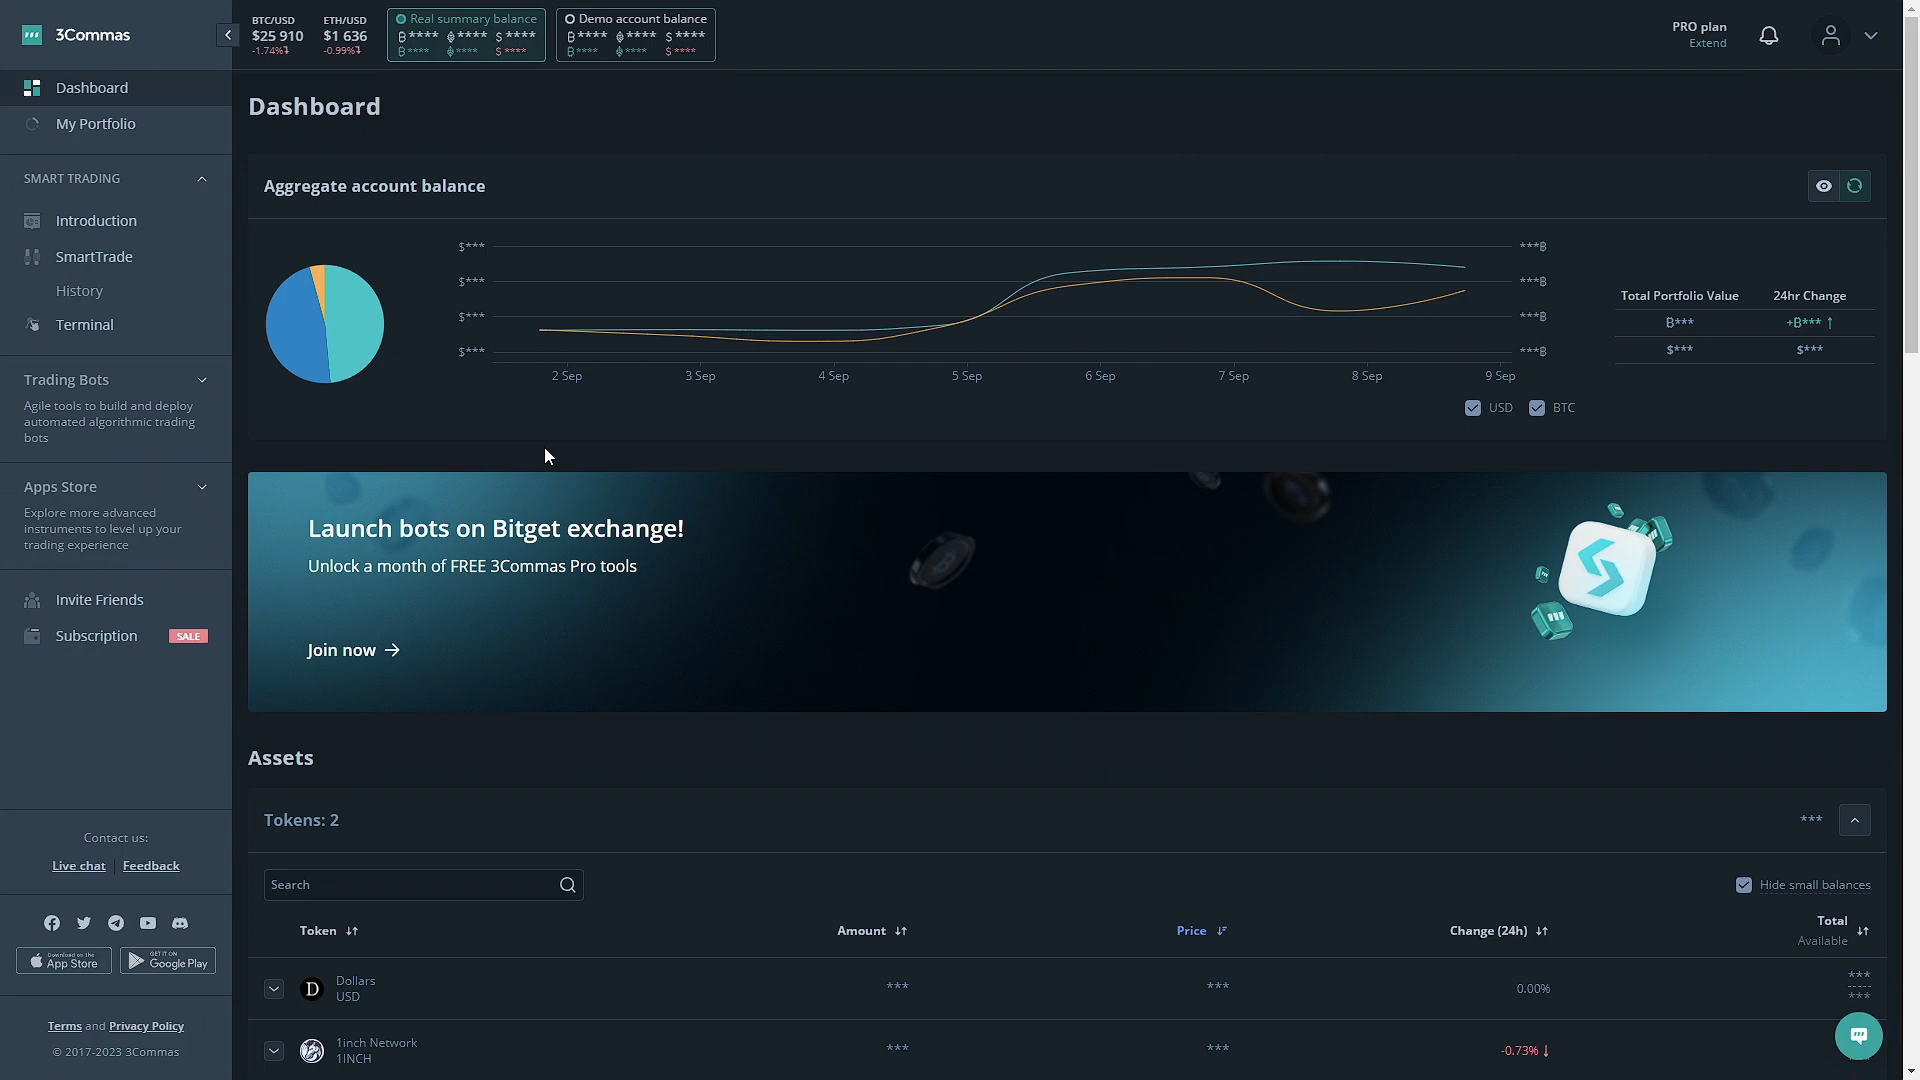 3Commas
BTC/USD
$25 910
-1.74%
ETH/USD
$1 636
-0.99%
Real summary balance
₿**** **** $ ****
₿**** **** $ ****
Demo account balance
₿**** **** $ ****
₿**** **** $ ****
PRO plan
Extend
Dashboard
My Portfolio
SMART TRADING
Introduction
SmartTrade
History
Terminal
Trading Bots
Agile tools to build and deploy
automated algorithmic trading
bots
Apps Store
Explore more advanced
instruments to level up your
trading experience
Invite Friends
Subscription SALE
Contact us:
Live chat Feedback
Download on the
App Store
GET IT ON
Google Play
Terms and Privacy Policy
© 2017-2023 3Commas
Dashboard
Aggregate account balance
$*** ***₿
$*** ***₿
$*** ***₿
$*** ***₿
2 Sep 3 Sep 4 Sep 5 Sep 6 Sep 7 Sep 8 Sep 9 Sep
USD BTC
Total Portfolio Value 24hr Change
₿*** +₿*** ↑
$*** $***
Launch bots on Bitget exchange!
Unlock a month of FREE 3Commas Pro tools
Join now →
Assets
Tokens: 2 ***
Search
Hide small balances
Token Amount Price Change (24h) Total
Available
Dollars
USD
*** *** 0.00% ***
***
1inch Network
1INCH
*** *** -0.73% ↓